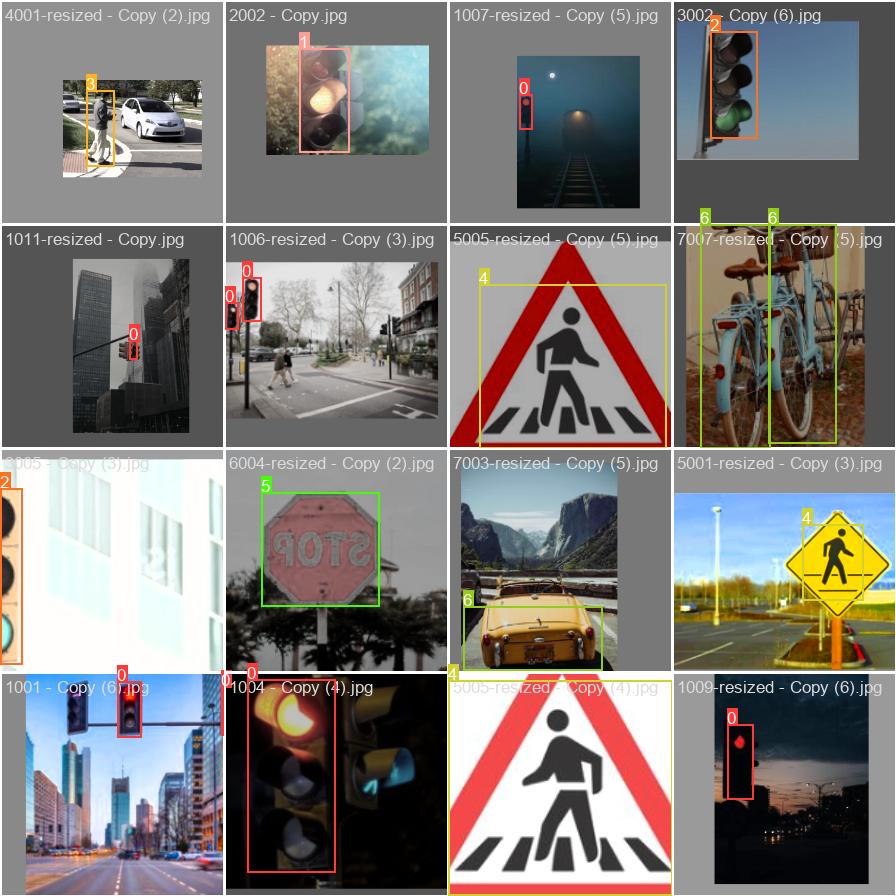 4001-resized - Copy (2).jpg
2002 - Copy.jpg
1007-resized (5).jpg
3002 - Copy (6).jpg
3
1
0
2
1011-resized - Copy.jpg
1006-resized - Copy (3).jpg
5005-resized - Copy (5).jpg
7007-resized - Copy (5).jpg
0
0
0
4
6
6
3005 - Copy (3).jpg
6004-resized - Copy (2).jpg
7003-resized - Copy (5).jpg
5001-resized - Copy (3).jpg
2
5
STOP
6
4
1001 - Copy (6).jpg
1004 - Copy (4).jpg
5005-resized - Copy (4).jpg
1009-resized - Copy (6).jpg
0
0
0
4
0